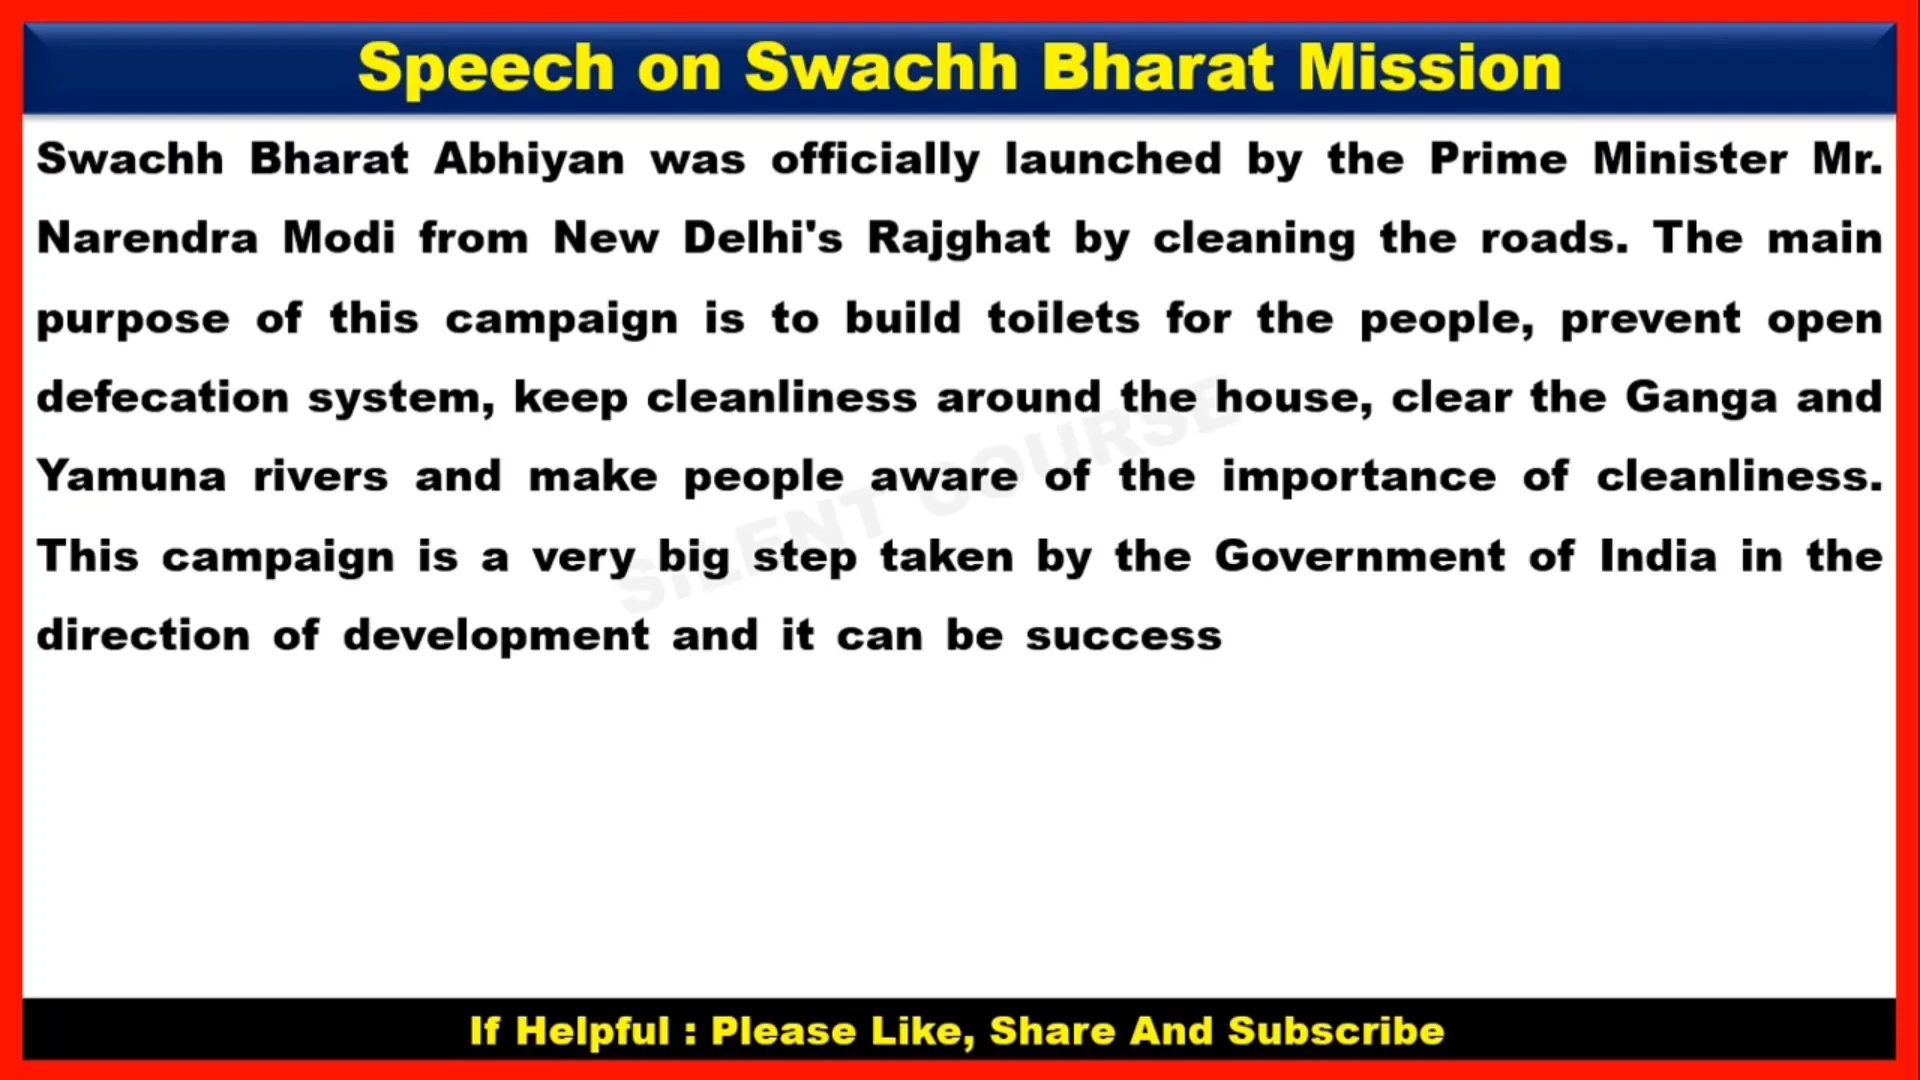 Speech on Swachh Bharat Mission
Swachh Bharat Abhiyan was officially launched by the Prime Minister Mr.
Narendra Modi from New Delhi's Rajghat by cleaning the roads. The main
purpose of this campaign is to build toilets for the people, prevent open
defecation system, keep cleanliness around the house, clear the Ganga and
Yamuna rivers and make people aware of the importance of cleanliness.
This campaign is a very big step taken by the Government of India in the
direction of development and it can be success
SILENT COURSE
If Helpful : Please Like, Share And Subscribe